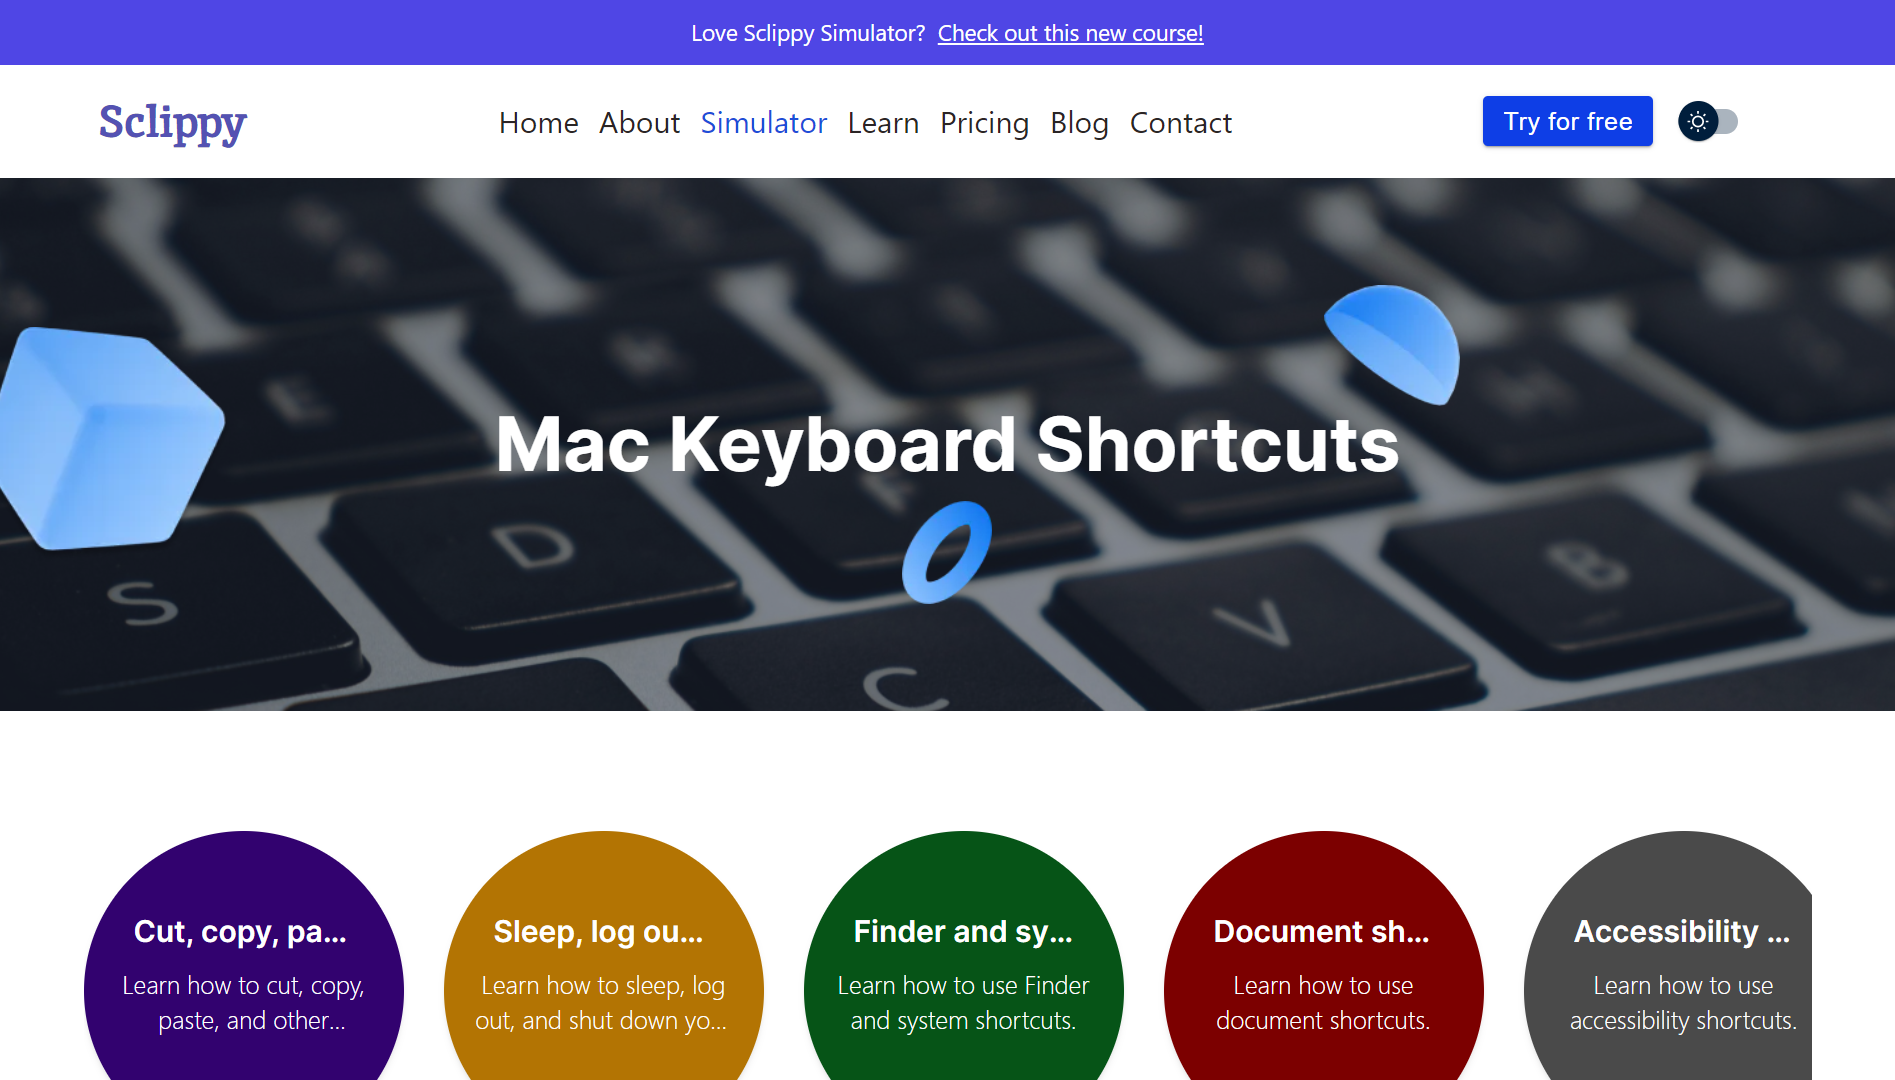 Love Sclippy Simulator? Check out this new course!
Sclippy
Home About Simulator Learn Pricing Blog Contact
Try for free
Mac Keyboard Shortcuts
E
H
S
D
F
C
V
B
Cut, copy, pa...
Learn how to cut, copy,
paste, and other...
Sleep, log ou...
Learn how to sleep, log
out, and shut down yo...
Finder and sy...
Learn how to use Finder
and system shortcuts.
Document sh...
Learn how to use
document shortcuts.
Accessibility ...
Learn how to use
accessibility shortcuts.